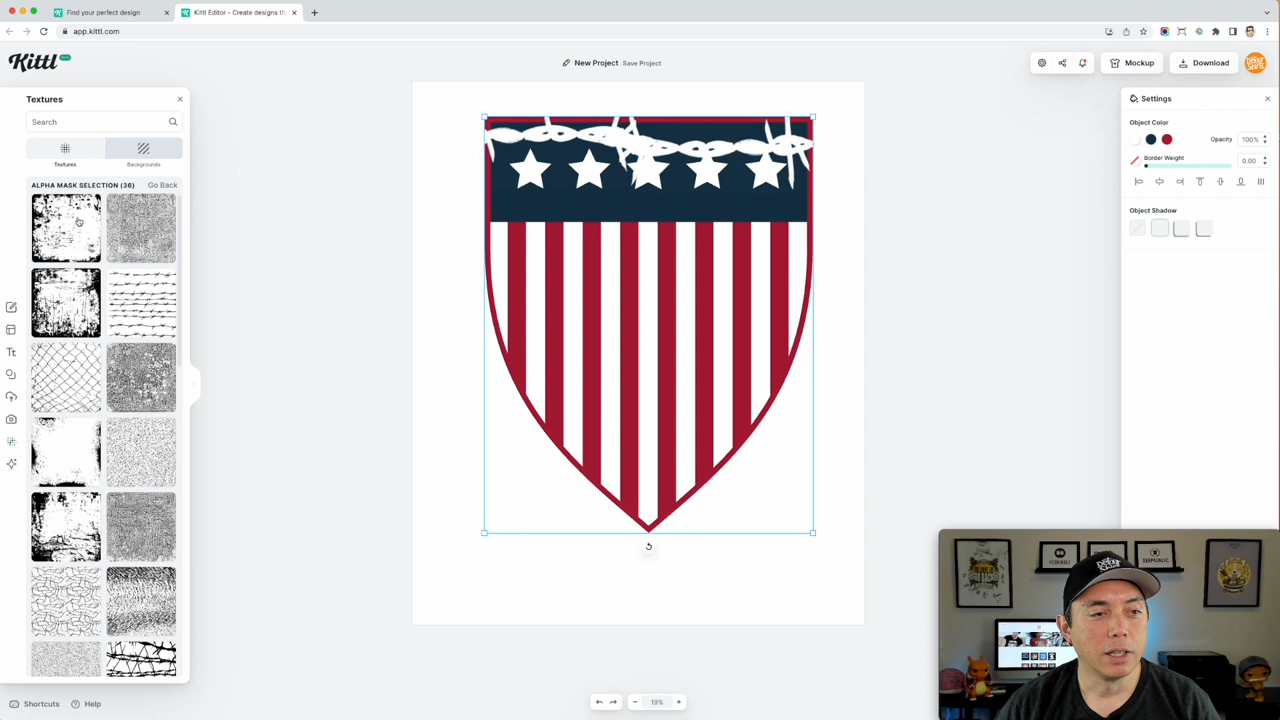 Find your perfect design
Kittl Editor - Create designs th
app.kittl.com
Kittl
New Project Save Project
Mockup
Download
Textures
Search
Textures
Backgrounds
ALPHA MASK SELECTION (36) Go Back
Tt
Settings
Object Color
Opacity 100%
Border Weight
0.00
Object Shadow
19%
Shortcuts
Help